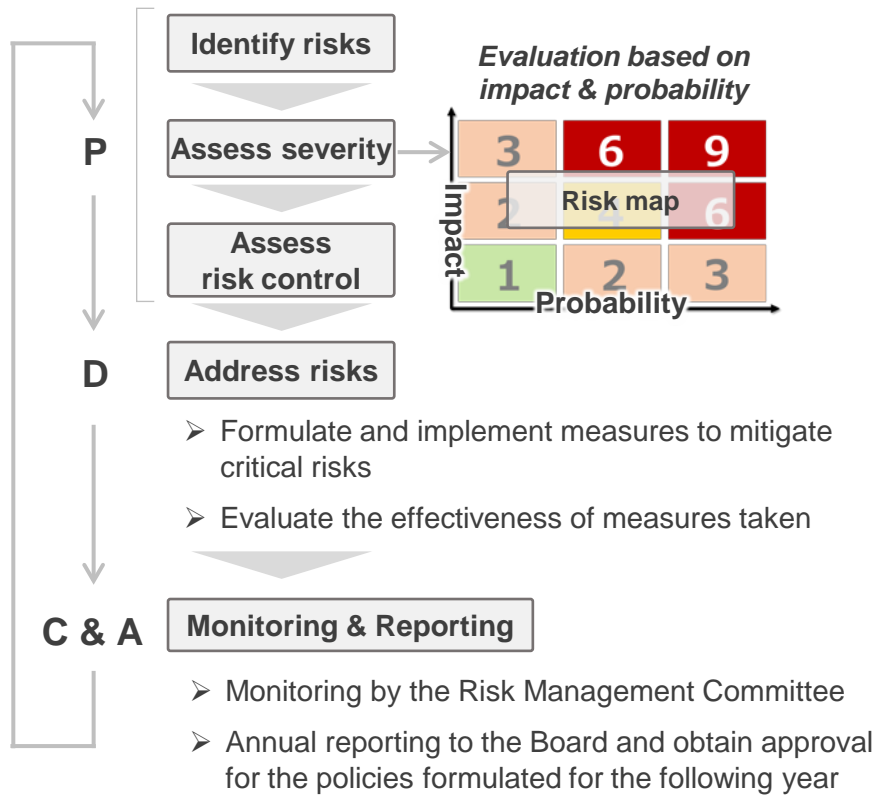 Identify risks
Evaluation based on
impact & probability
P
Assess severity
3
6
9
Impact
2
4
6
Risk map
Assess
risk control
1
2
3
Probability
D
Address risks
➢ Formulate and implement measures to mitigate
critical risks
➢ Evaluate the effectiveness of measures taken
C & A
Monitoring & Reporting
➢ Monitoring by the Risk Management Committee
➢ Annual reporting to the Board and obtain approval
for the policies formulated for the following year